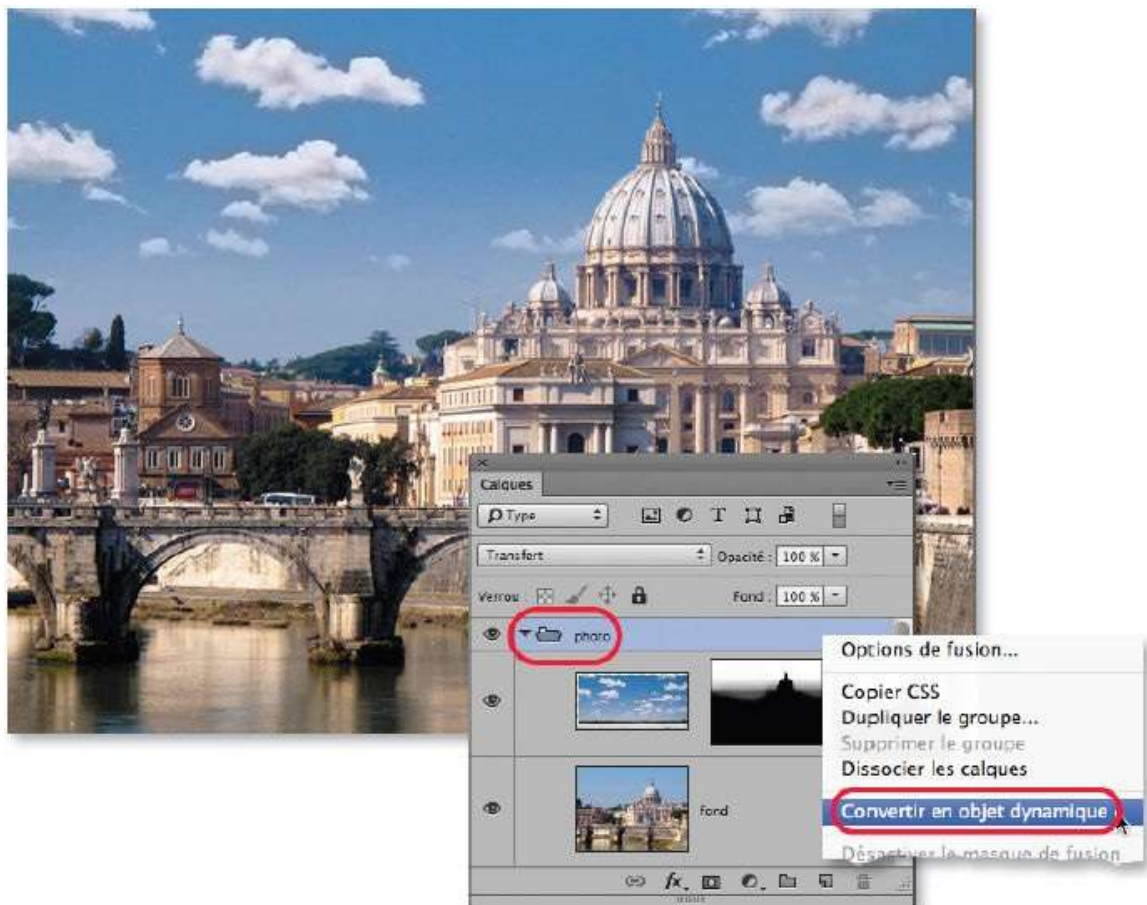 Calques
Type
Transfert Opacité : 100 %
Verrou : Fond : 100 %
photo
fond
Options de fusion...
Copier CSS
Dupliquer le groupe...
Supprimer le groupe
Dissocier les calques
Convertir en objet dynamique
Désactiver le masque de fusion